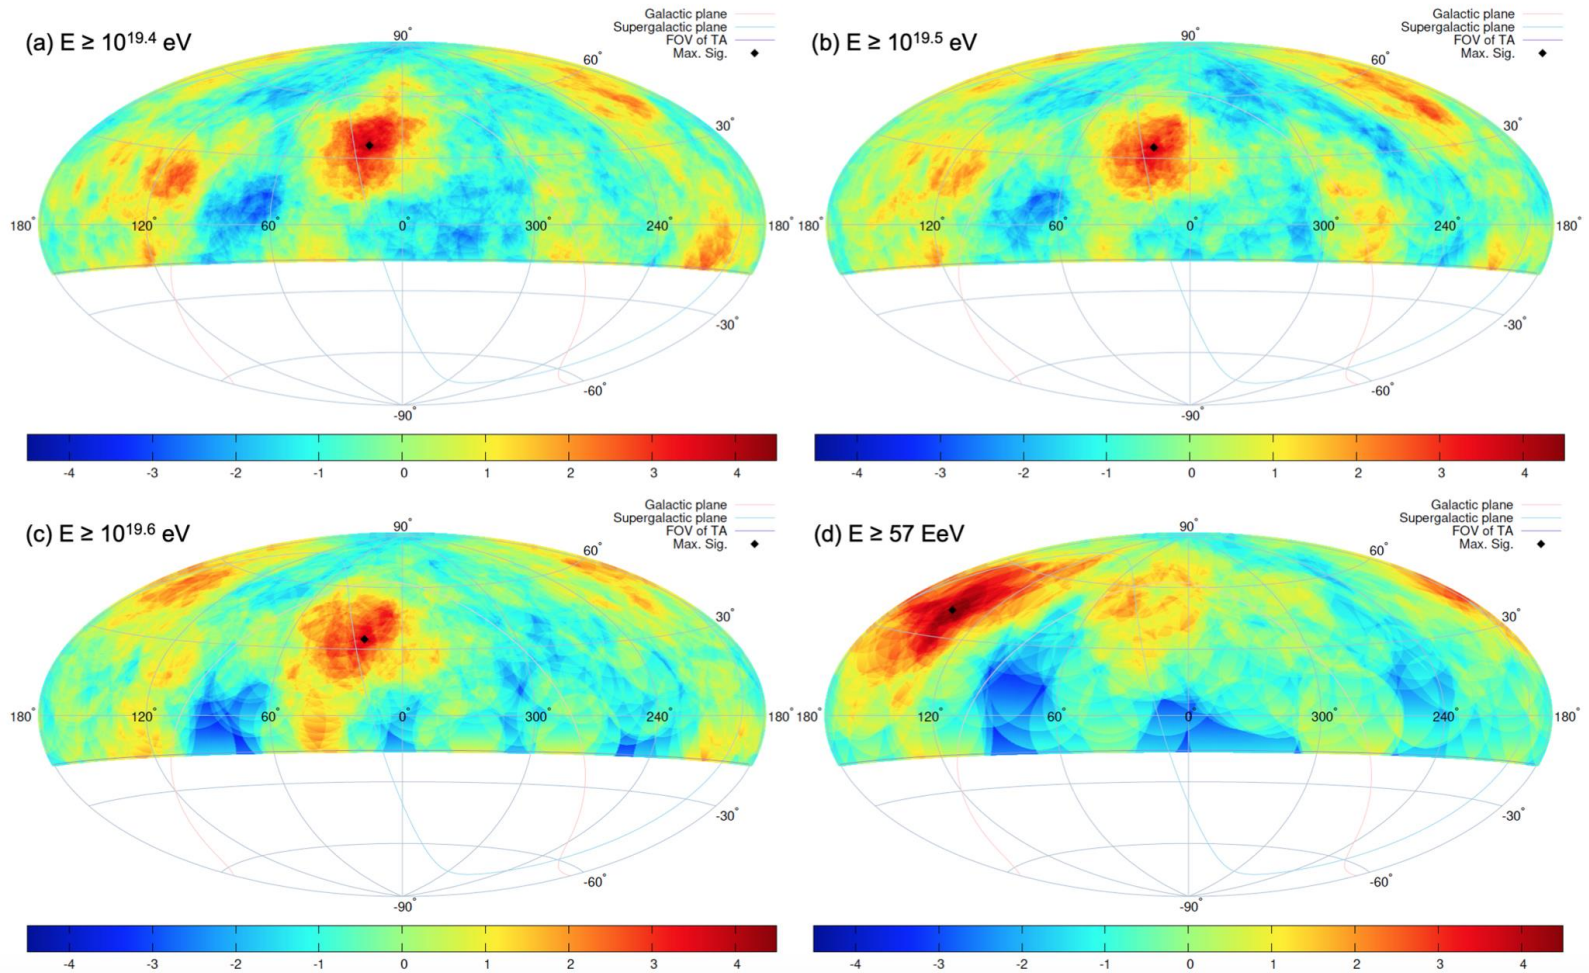 (a) E ≥ 10^19.4 eV
Galactic plane
Supergalactic plane
FOV of TA
Max. Sig.
90°
60°
30°
180° 120° 60° 0 300° 240° 180°
-30°
-60°
-90°
-4 -3 -2 -1 0 1 2 3 4
(b) E ≥ 10^19.5 eV
Galactic plane
Supergalactic plane
FOV of TA
Max. Sig.
90°
60°
30°
180° 120° 60° 0° 300° 240° 180°
-30°
-60°
-90°
-4 -3 -2 -1 0 1 2 3 4
(c) E ≥ 10^19.6 eV
Galactic plane
Supergalactic plane
FOV of TA
Max. Sig.
90°
60°
30°
180° 120° 60° 0° 300° 240° 180°
-30°
-60°
-90°
-4 -3 -2 -1 0 1 2 3 4
(d) E ≥ 57 EeV
Galactic plane
Supergalactic plane
FOV of TA
Max. Sig.
90°
60°
30°
180° 120° 60° 0° 300° 240° 180°
-30°
-60°
-90°
-4 -3 -2 -1 0 1 2 3 4